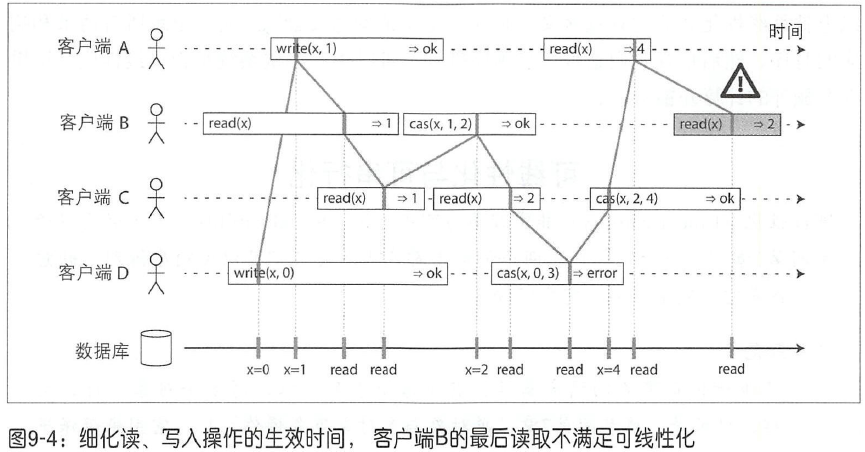 时间
客户端 A write(x, 1) ⇒ ok read(x) ⇒ 4
客户端 B read(x) ⇒ 1 cas(x, 1, 2) ⇒ ok read(x) ⇒ 2
客户端 C read(x) ⇒ 1 read(x) ⇒ 2 cas(x, 2, 4) ⇒ ok
客户端 D write(x, 0) ⇒ ok cas(x, 0, 3) ⇒ error
数据库
x=0 x=1 read read x=2 read read x=4 read read
图9-4：细化读、写入操作的生效时间， 客户端B的最后读取不满足可线性化